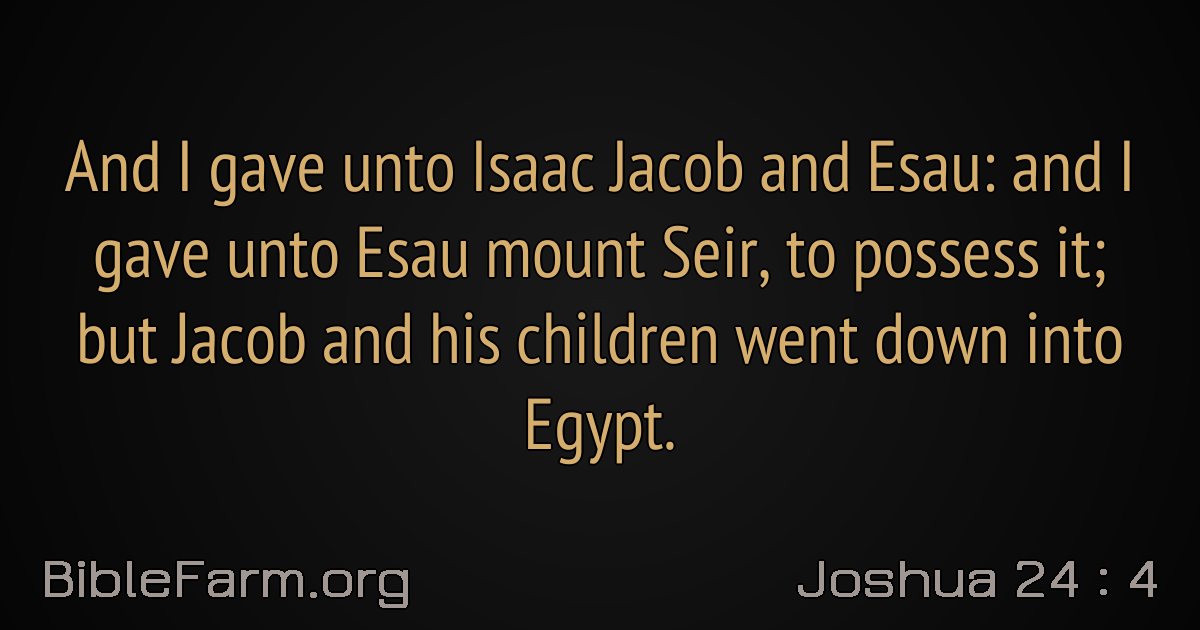 And I gave unto Isaac Jacob and Esau: and I
gave unto Esau mount Seir, to possess it;
but Jacob and his children went down into
Egypt.
BibleFarm.org
Joshua 24 : 4